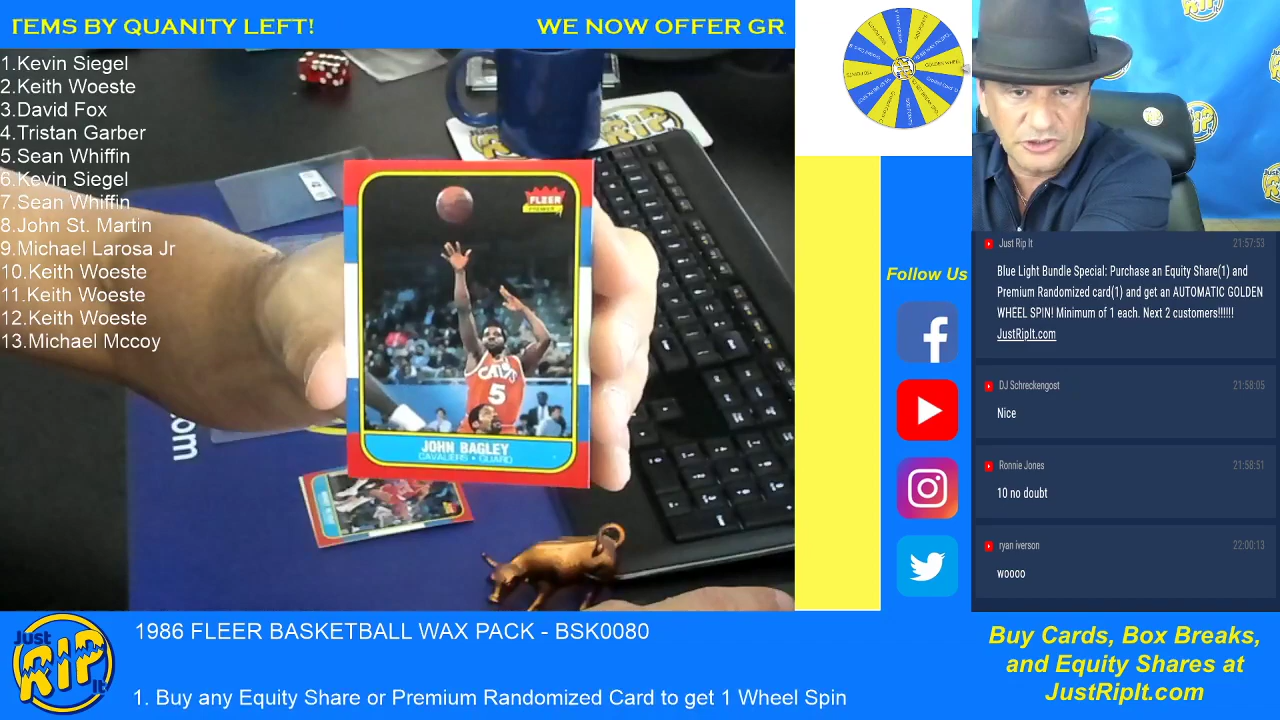 TEMS BY QUANITY LEFT!
WE NOW OFFER GR
1.Kevin Siegel
2.Keith Woeste
3.David Fox
4.Tristan Garber
5.Sean Whiffin
6.Kevin Siegel
7.Sean Whiffin
8.John St. Martin
9.Michael Larosa Jr
10.Keith Woeste
11.Keith Woeste
12.Keith Woeste
13.Michael Mccoy
FLEER
PREMIER
CAVS
5
JOHN BAGLEY
CAVALIERS • GUARD
.com
RIP
GOLDEN WHEEL
Follow Us
Just Rip It
21:57:53
Blue Light Bundle Special: Purchase an Equity Share(1) and
Premium Randomized card(1) and get an AUTOMATIC GOLDEN
WHEEL SPIN! Minimum of 1 each. Next 2 customers!!!!!!
JustRipIt.com
DJ Schreckengost
21:58:05
Nice
Ronnie Jones
21:58:51
10 no doubt
ryan iverson
22:00:13
woooo
Just
RIP
It
1986 FLEER BASKETBALL WAX PACK - BSK0080
1. Buy any Equity Share or Premium Randomized Card to get 1 Wheel Spin
Buy Cards, Box Breaks,
and Equity Shares at
JustRipIt.com